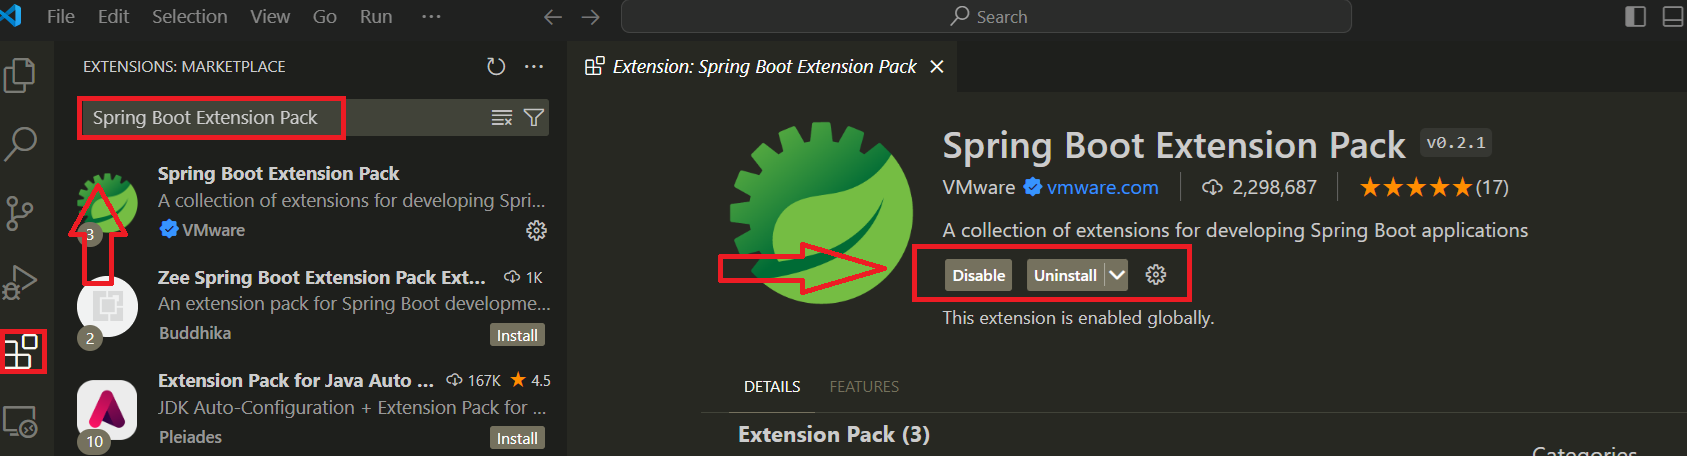 File Edit Selection View Go Run ···
Search
EXTENSIONS: MARKETPLACE
Spring Boot Extension Pack
Spring Boot Extension Pack
A collection of extensions for developing Spri...
VMware
3
Zee Spring Boot Extension Pack Ext... 1K
An extension pack for Spring Boot developme...
Buddhika
Install
2
Extension Pack for Java Auto ... 167K ★ 4.5
JDK Auto-Configuration + Extension Pack for ...
Pleiades
Install
10
Extension: Spring Boot Extension Pack
Spring Boot Extension Pack v0.2.1
VMware vmware.com 2,298,687 ★★★★★(17)
A collection of extensions for developing Spring Boot applications
Disable Uninstall
This extension is enabled globally.
DETAILS FEATURES
Extension Pack (3)
Categories